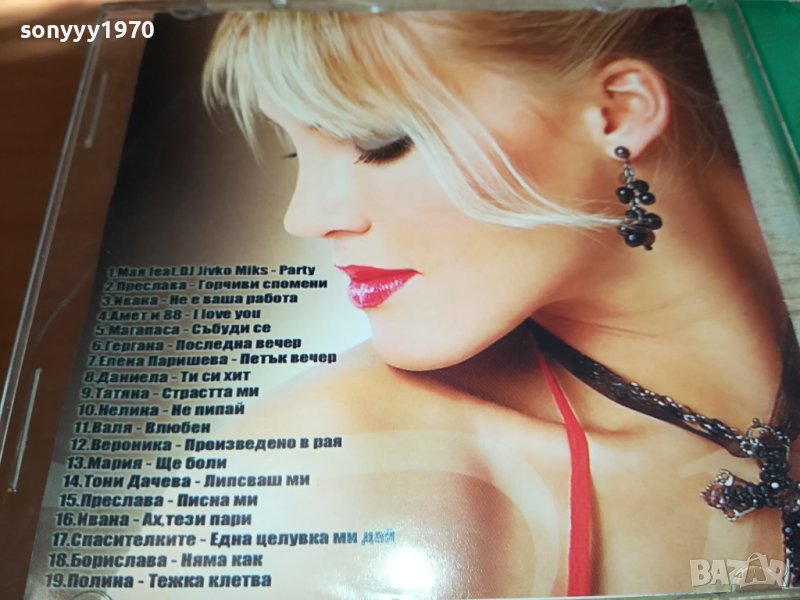 sonyyy1970
1.Мая feat.DJ Jivko Miks - Party
2.Преслава - Горчиви спомени
3.Ивана - Не е ваша работа
4.Амет и 88 - I love you
5.Магапаса - Събуди се
6.Гергана - Последна вечер
7.Елена Паришева - Петък вечер
8.Даниела - Ти си хит
9.Татяна - Страстта ми
10.Нелина - Не пипай
11.Валя - Влюбен
12.Вероника - Произведено в рая
13.Мария - Ще боли
14.Тони Дачева - Липсваш ми
15.Преслава - Писна ми
16.Ивана - Ах,тези пари
17.Спасителките - Една целувка ми дай
18.Борислава - Няма как
19.Полина - Тежка клетва
BAZAR